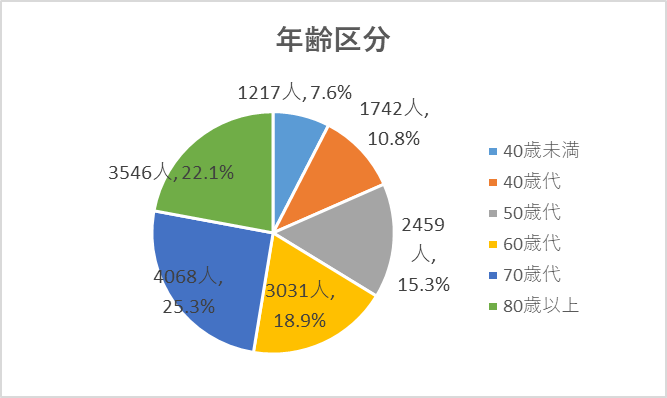 年齢区分
1217人, 7.6%
1742人,
10.8%
2459
人,
15.3%
3031人,
18.9%
4068人,
25.3%
3546人, 22.1%
40歳未満
40歳代
50歳代
60歳代
70歳代
80歳以上